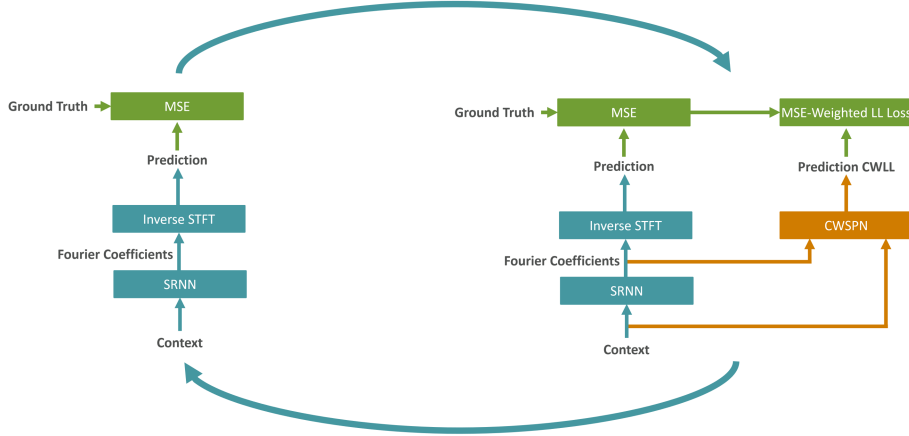 Ground Truth
MSE
Prediction
Inverse STFT
Fourier Coefficients
SRNN
Context
Ground Truth
MSE
MSE-Weighted LL Loss
Prediction
Prediction CWLL
Inverse STFT
CWSPN
Fourier Coefficients
SRNN
Context